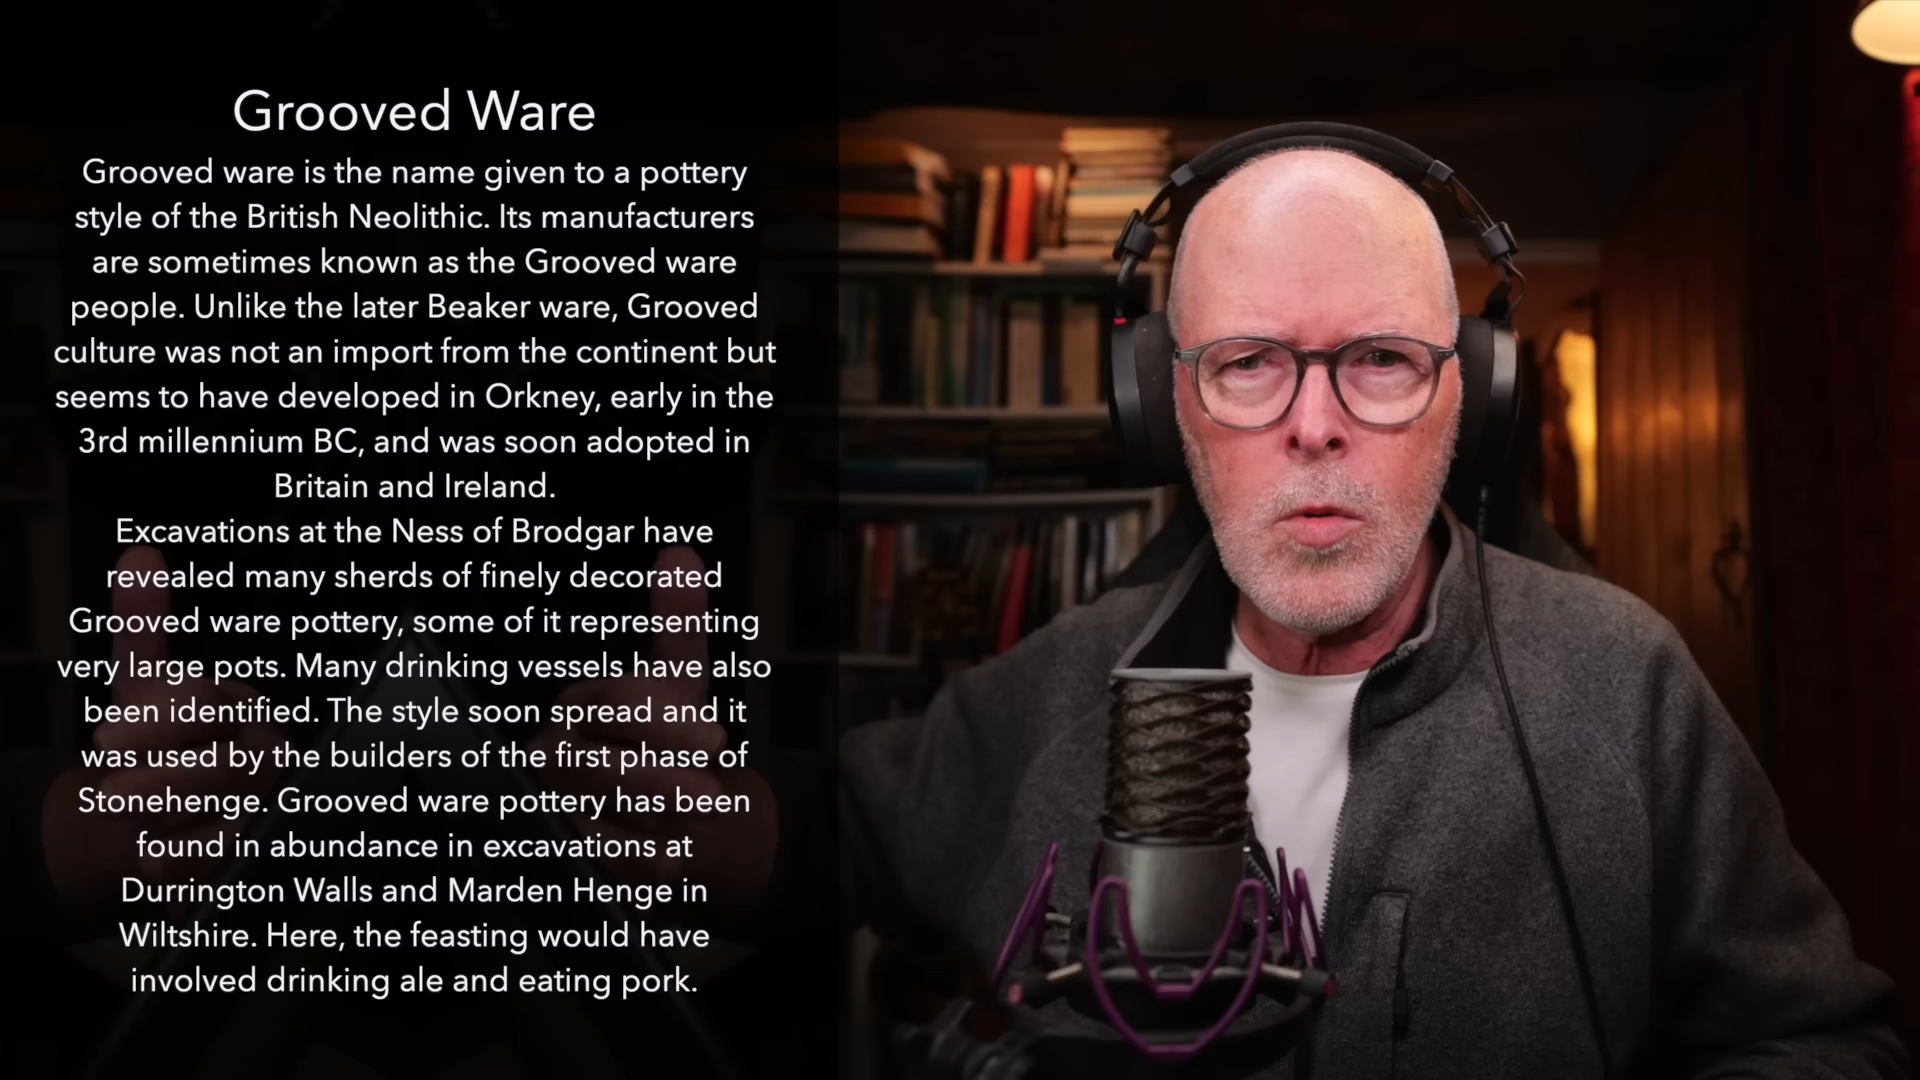 Grooved Ware
Grooved ware is the name given to a pottery
style of the British Neolithic. Its manufacturers
are sometimes known as the Grooved ware
people. Unlike the later Beaker ware, Grooved
culture was not an import from the continent but
seems to have developed in Orkney, early in the
3rd millennium BC, and was soon adopted in
Britain and Ireland.
Excavations at the Ness of Brodgar have
revealed many sherds of finely decorated
Grooved ware pottery, some of it representing
very large pots. Many drinking vessels have also
been identified. The style soon spread and it
was used by the builders of the first phase of
Stonehenge. Grooved ware pottery has been
found in abundance in excavations at
Durrington Walls and Marden Henge in
Wiltshire. Here, the feasting would have
involved drinking ale and eating pork.